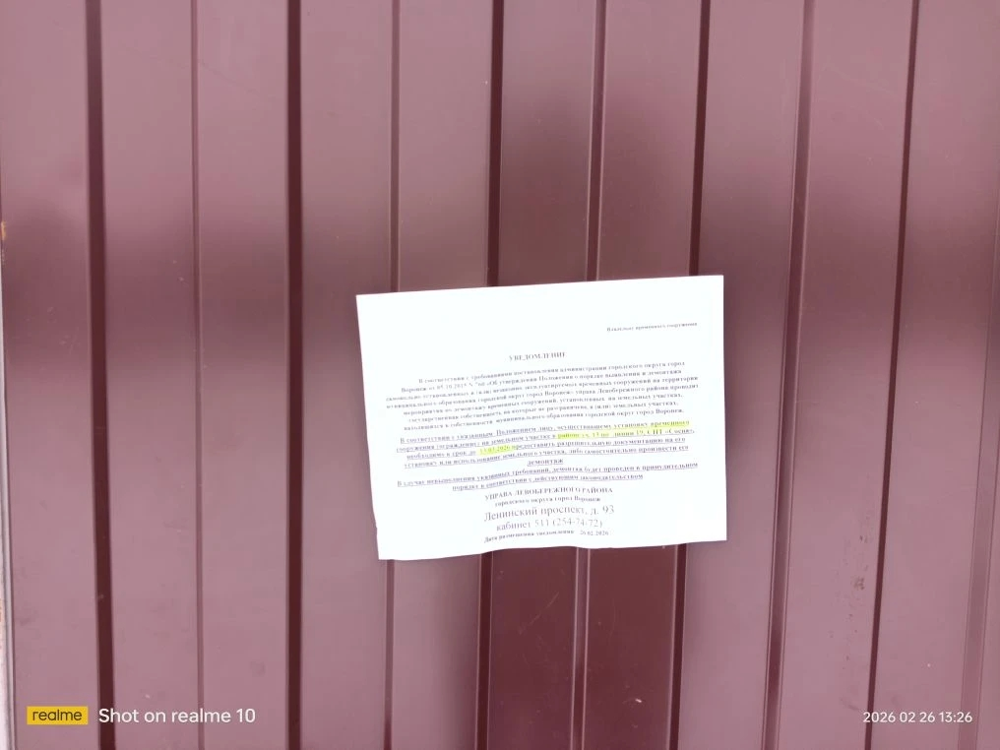 Владельцу временного сооружения
УВЕДОМЛЕНИЕ
В соответствии с требованиями постановления администрации городского округа город
Воронеж от «Об утверждении Положения о порядке выявления и демонтажа
самовольно установленных и (или) незаконно эксплуатируемых временных сооружений на территории
муниципального образования городской округ город Воронеж» управа Левобережного района проводит
мероприятия по демонтажу временных сооружений, установленных на земельных участках,
государственная собственность на которые не разграничена, и (или) земельных участках,
находящихся в собственности муниципального образования городской округ город Воронеж.
В соответствии с указанным Положением лицу, осуществившему установку временного
сооружения (ограждение) на земельном участке в районе уч. 13 по линии 19, СНТ «Сосна»,
необходимо в срок до 13.03.2026 предоставить разрешительную документацию на его
установку или использование земельного участка, либо самостоятельно произвести его
демонтаж
В случае невыполнения указанных требований, демонтаж будет проведен в принудительном
порядке в соответствии с действующим законодательством
УПРАВА ЛЕВОБЕРЕЖНОГО РАЙОНА
городского округа город Воронеж
Ленинский проспект, д. 93
кабинет 511 (254-74-72)
Дата размещения уведомления 26.02.2026
realme Shot on realme 10
2026 02 26 13:26